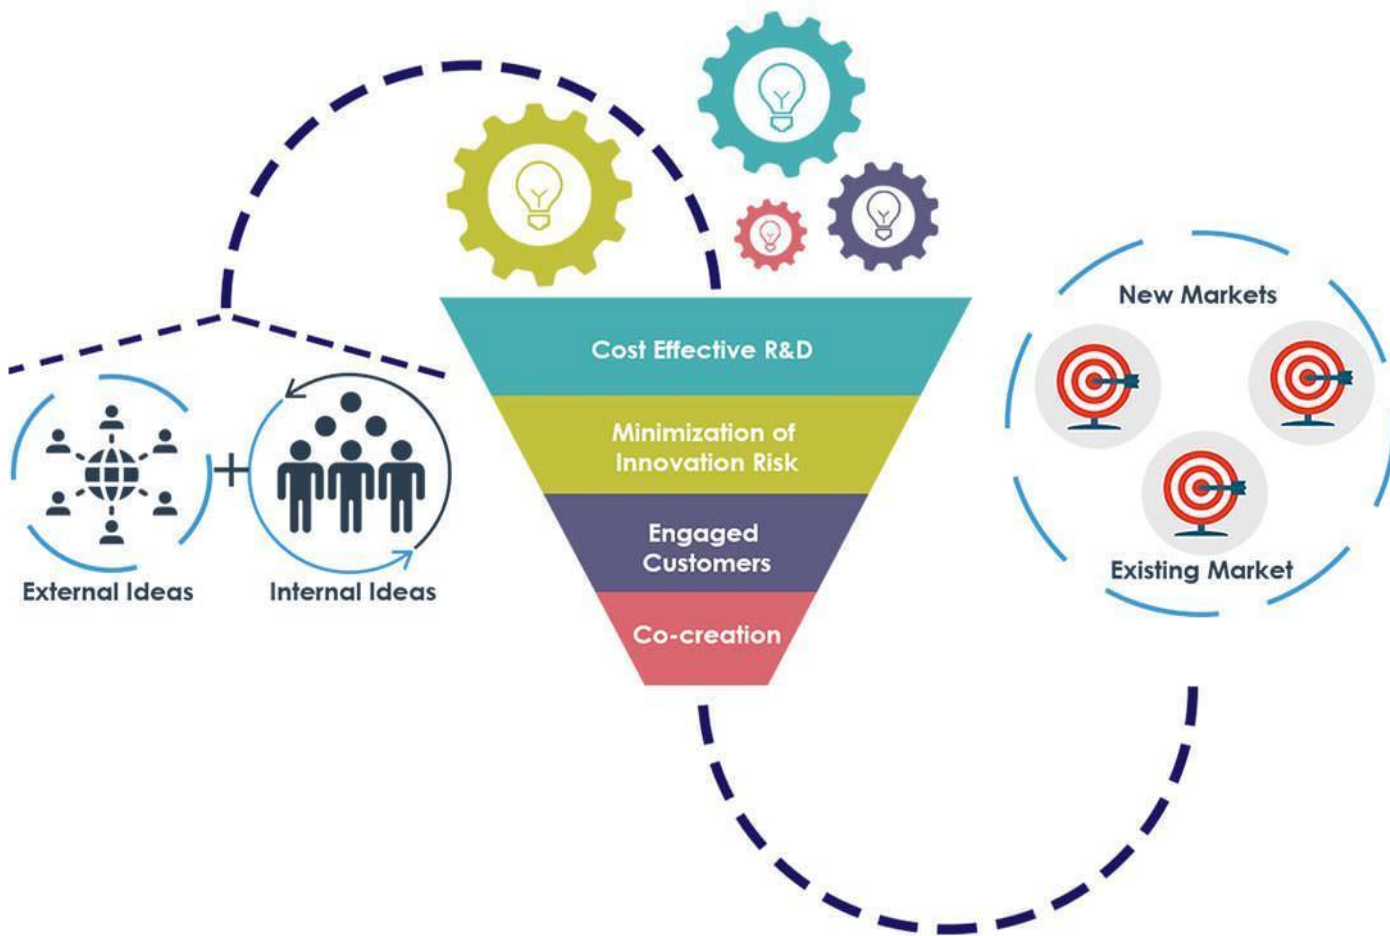 External Ideas
Internal Ideas
Cost Effective R&D
Minimization of
Innovation Risk
Engaged
Customers
Co-creation
New Markets
Existing Market